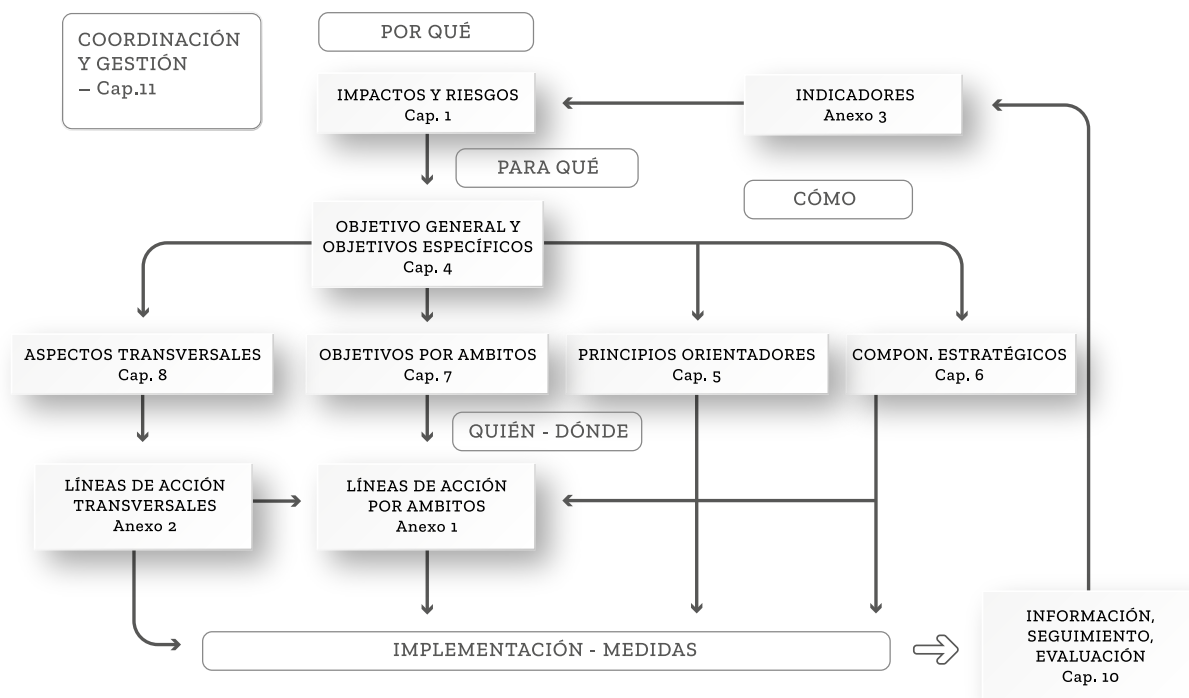 COORDINACIÓN
Y GESTIÓN
– Cap.11
POR QUÉ
IMPACTOS Y RIESGOS
Cap. 1
INDICADORES
Anexo 3
PARA QUÉ
CÓMO
OBJETIVO GENERAL Y
OBJETIVOS ESPECÍFICOS
Cap. 4
ASPECTOS TRANSVERSALES
Cap. 8
OBJETIVOS POR AMBITOS
Cap. 7
PRINCIPIOS ORIENTADORES
Cap. 5
COMPON. ESTRATÉGICOS
Cap. 6
QUIÉN - DÓNDE
LÍNEAS DE ACCIÓN
TRANSVERSALES
Anexo 2
LÍNEAS DE ACCIÓN
POR AMBITOS
Anexo 1
IMPLEMENTACIÓN - MEDIDAS
INFORMACIÓN,
SEGUIMIENTO,
EVALUACIÓN
Cap. 10